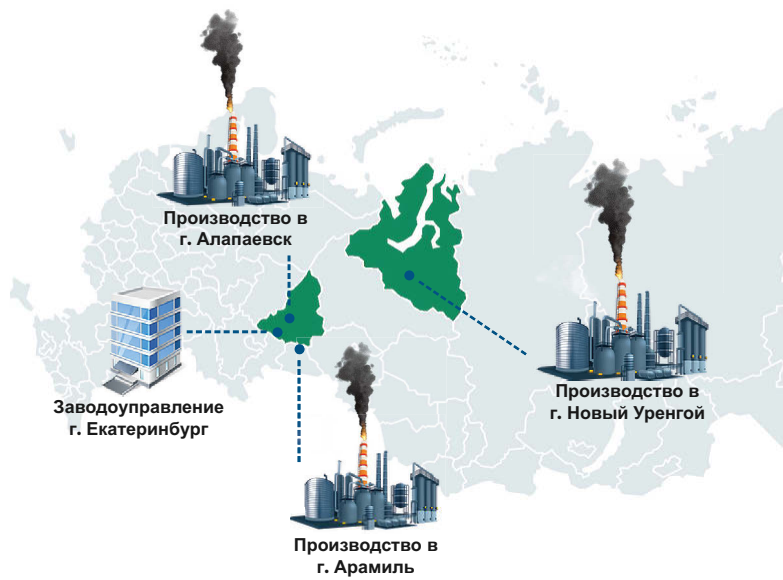 Производство в
г. Алапаевск
Заводоуправление
г. Екатеринбург
Производство в
г. Новый Уренгой
Производство в
г. Арамиль